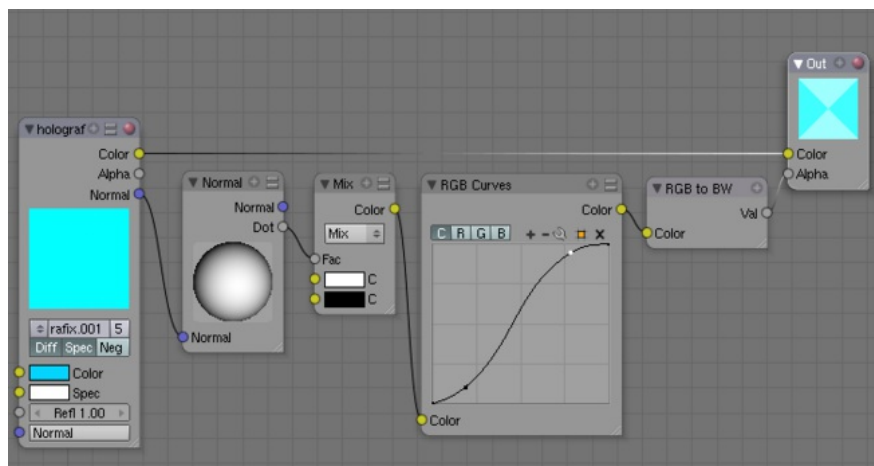 Out
Color
Alpha
holograf
Color
Alpha
Normal
rafix.001 5
Diff Spec Neg
Color
Spec
Refl 1.00
Normal
Normal
Normal
Dot
Normal
Mix
Color
Mix
Fac
C
C
RGB Curves
Color
C R G B + - X
Color
RGB to BW
Val
Color